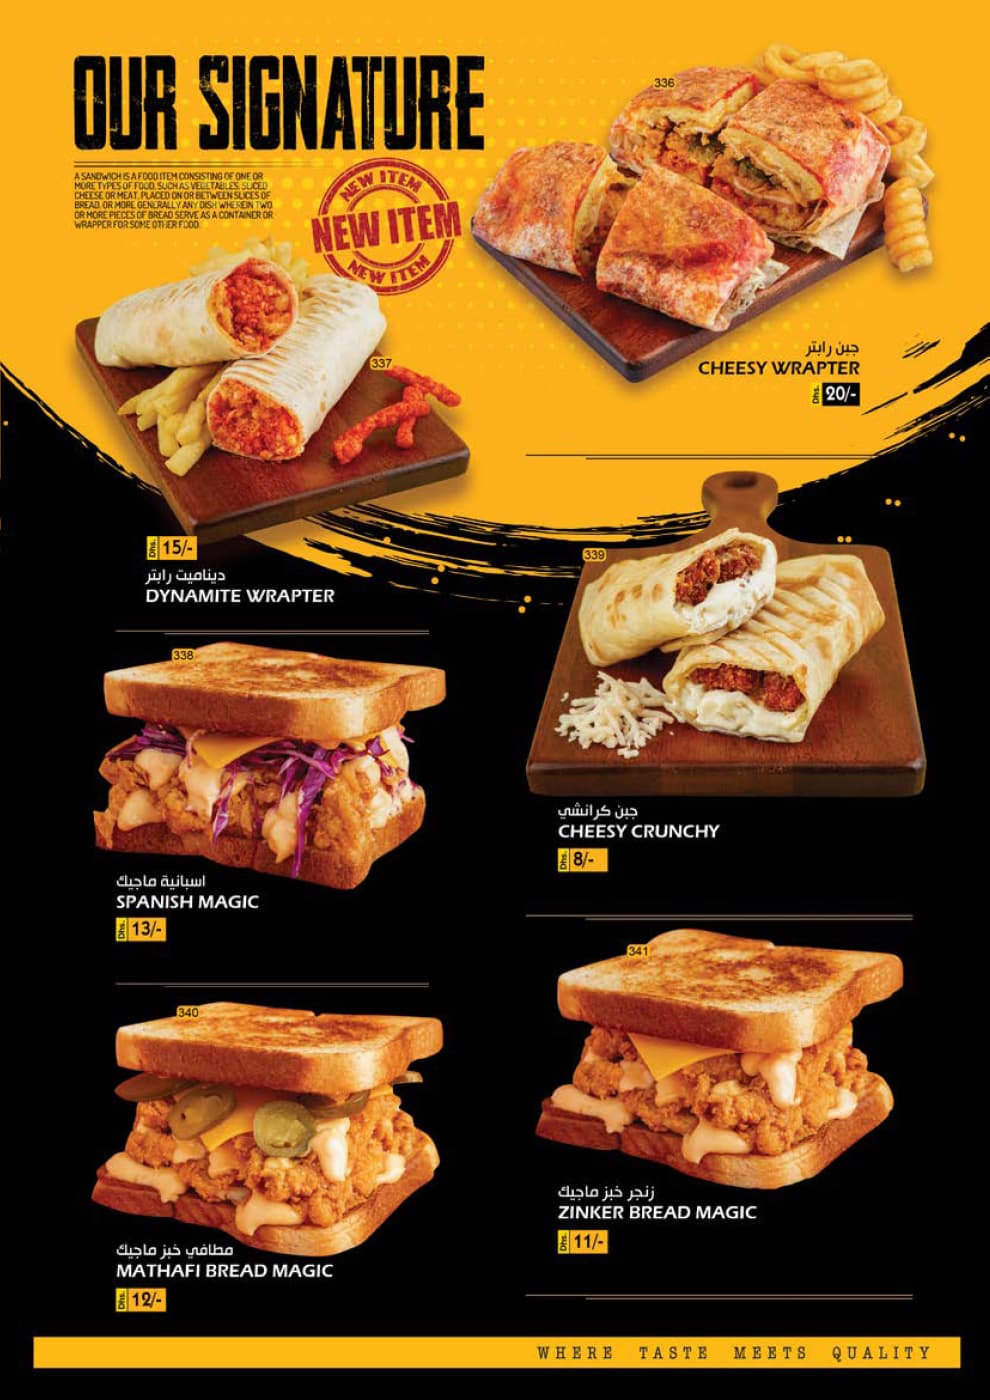 OUR SIGNATURE
A SANDWICH IS A FOOD ITEM CONSISTING OF ONE OR
MORE TYPES OF FOOD, SUCH AS VEGETABLES, SLICED
CHEESE OR MEAT, PLACED ON OR BETWEEN SLICES OF
BREAD, OR MORE GENERALLY ANY DISH WHEREIN TWO
OR MORE PIECES OF BREAD SERVE AS A CONTAINER OR
WRAPPER FOR SOME OTHER FOOD.
NEW ITEM
NEW ITEM
NEW ITEM
336
جبن رابتر
CHEESY WRAPTER
Dhs. 20/-
337
Dhs. 15/-
ديناميت رابتر
DYNAMITE WRAPTER
338
اسبانية ماجيك
SPANISH MAGIC
Dhs. 13/-
339
جبن كرانشي
CHEESY CRUNCHY
Dhs. 8/-
340
مطافي خبز ماجيك
MATHAFI BREAD MAGIC
Dhs. 12/-
341
زنجر خبز ماجيك
ZINKER BREAD MAGIC
Dhs. 11/-
WHERE TASTE MEETS QUALITY